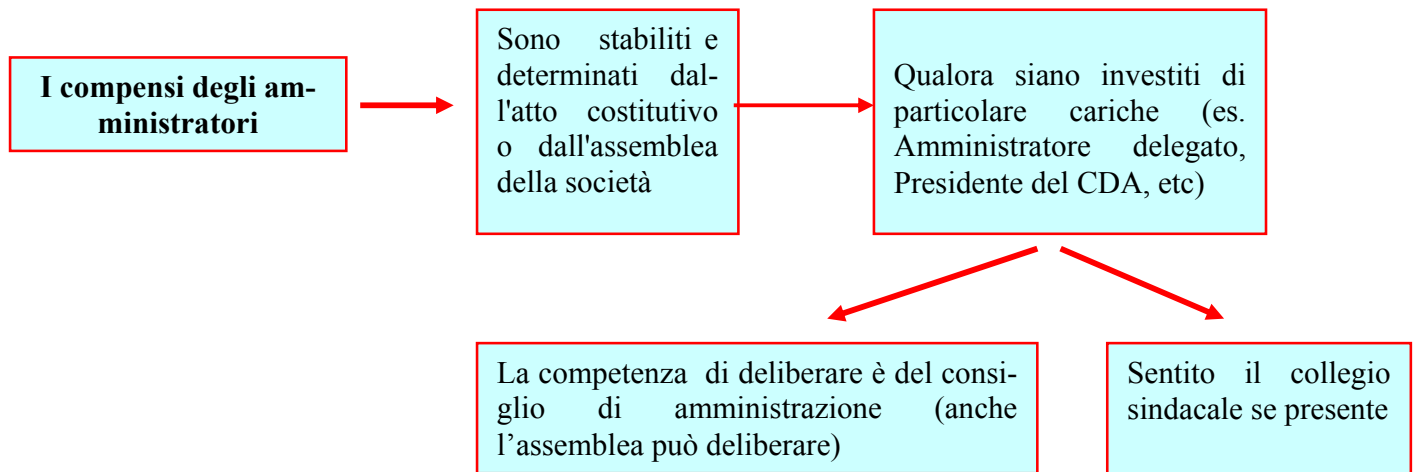 I compensi degli am-
ministratori
Sono stabiliti e
determinati dal-
l'atto costitutivo
o dall'assemblea
della società
Qualora siano investiti di
particolare cariche (es.
Amministratore delegato,
Presidente del CDA, etc)
La competenza di deliberare è del consi-
glio di amministrazione (anche
l’assemblea può deliberare)
Sentito il collegio
sindacale se presente